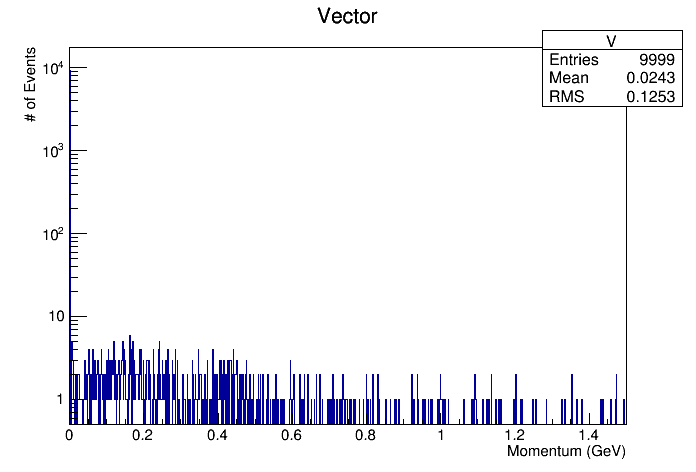 Vector
V
Entries 9999
Mean 0.0243
RMS 0.1253
# of Events
10⁴
10³
10²
10
1
0 0.2 0.4 0.6 0.8 1 1.2 1.4
Momentum (GeV)